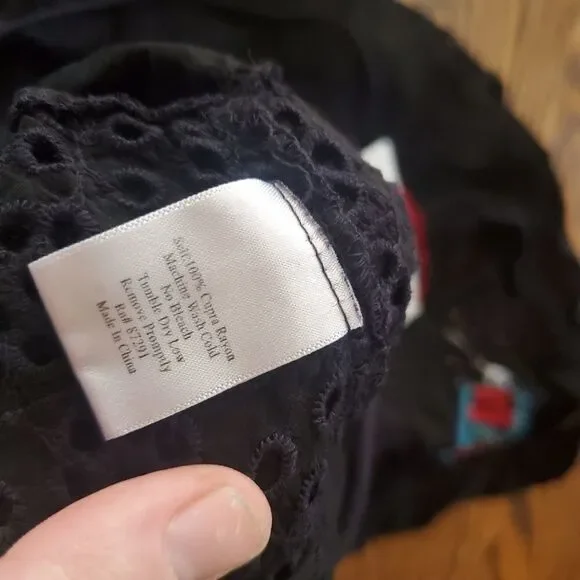 Self:100% Cupra Rayon
Machine Wash Cold
No Bleach
Tumble Dry Low
Remove Promptly
Rn# 87291
Made In China